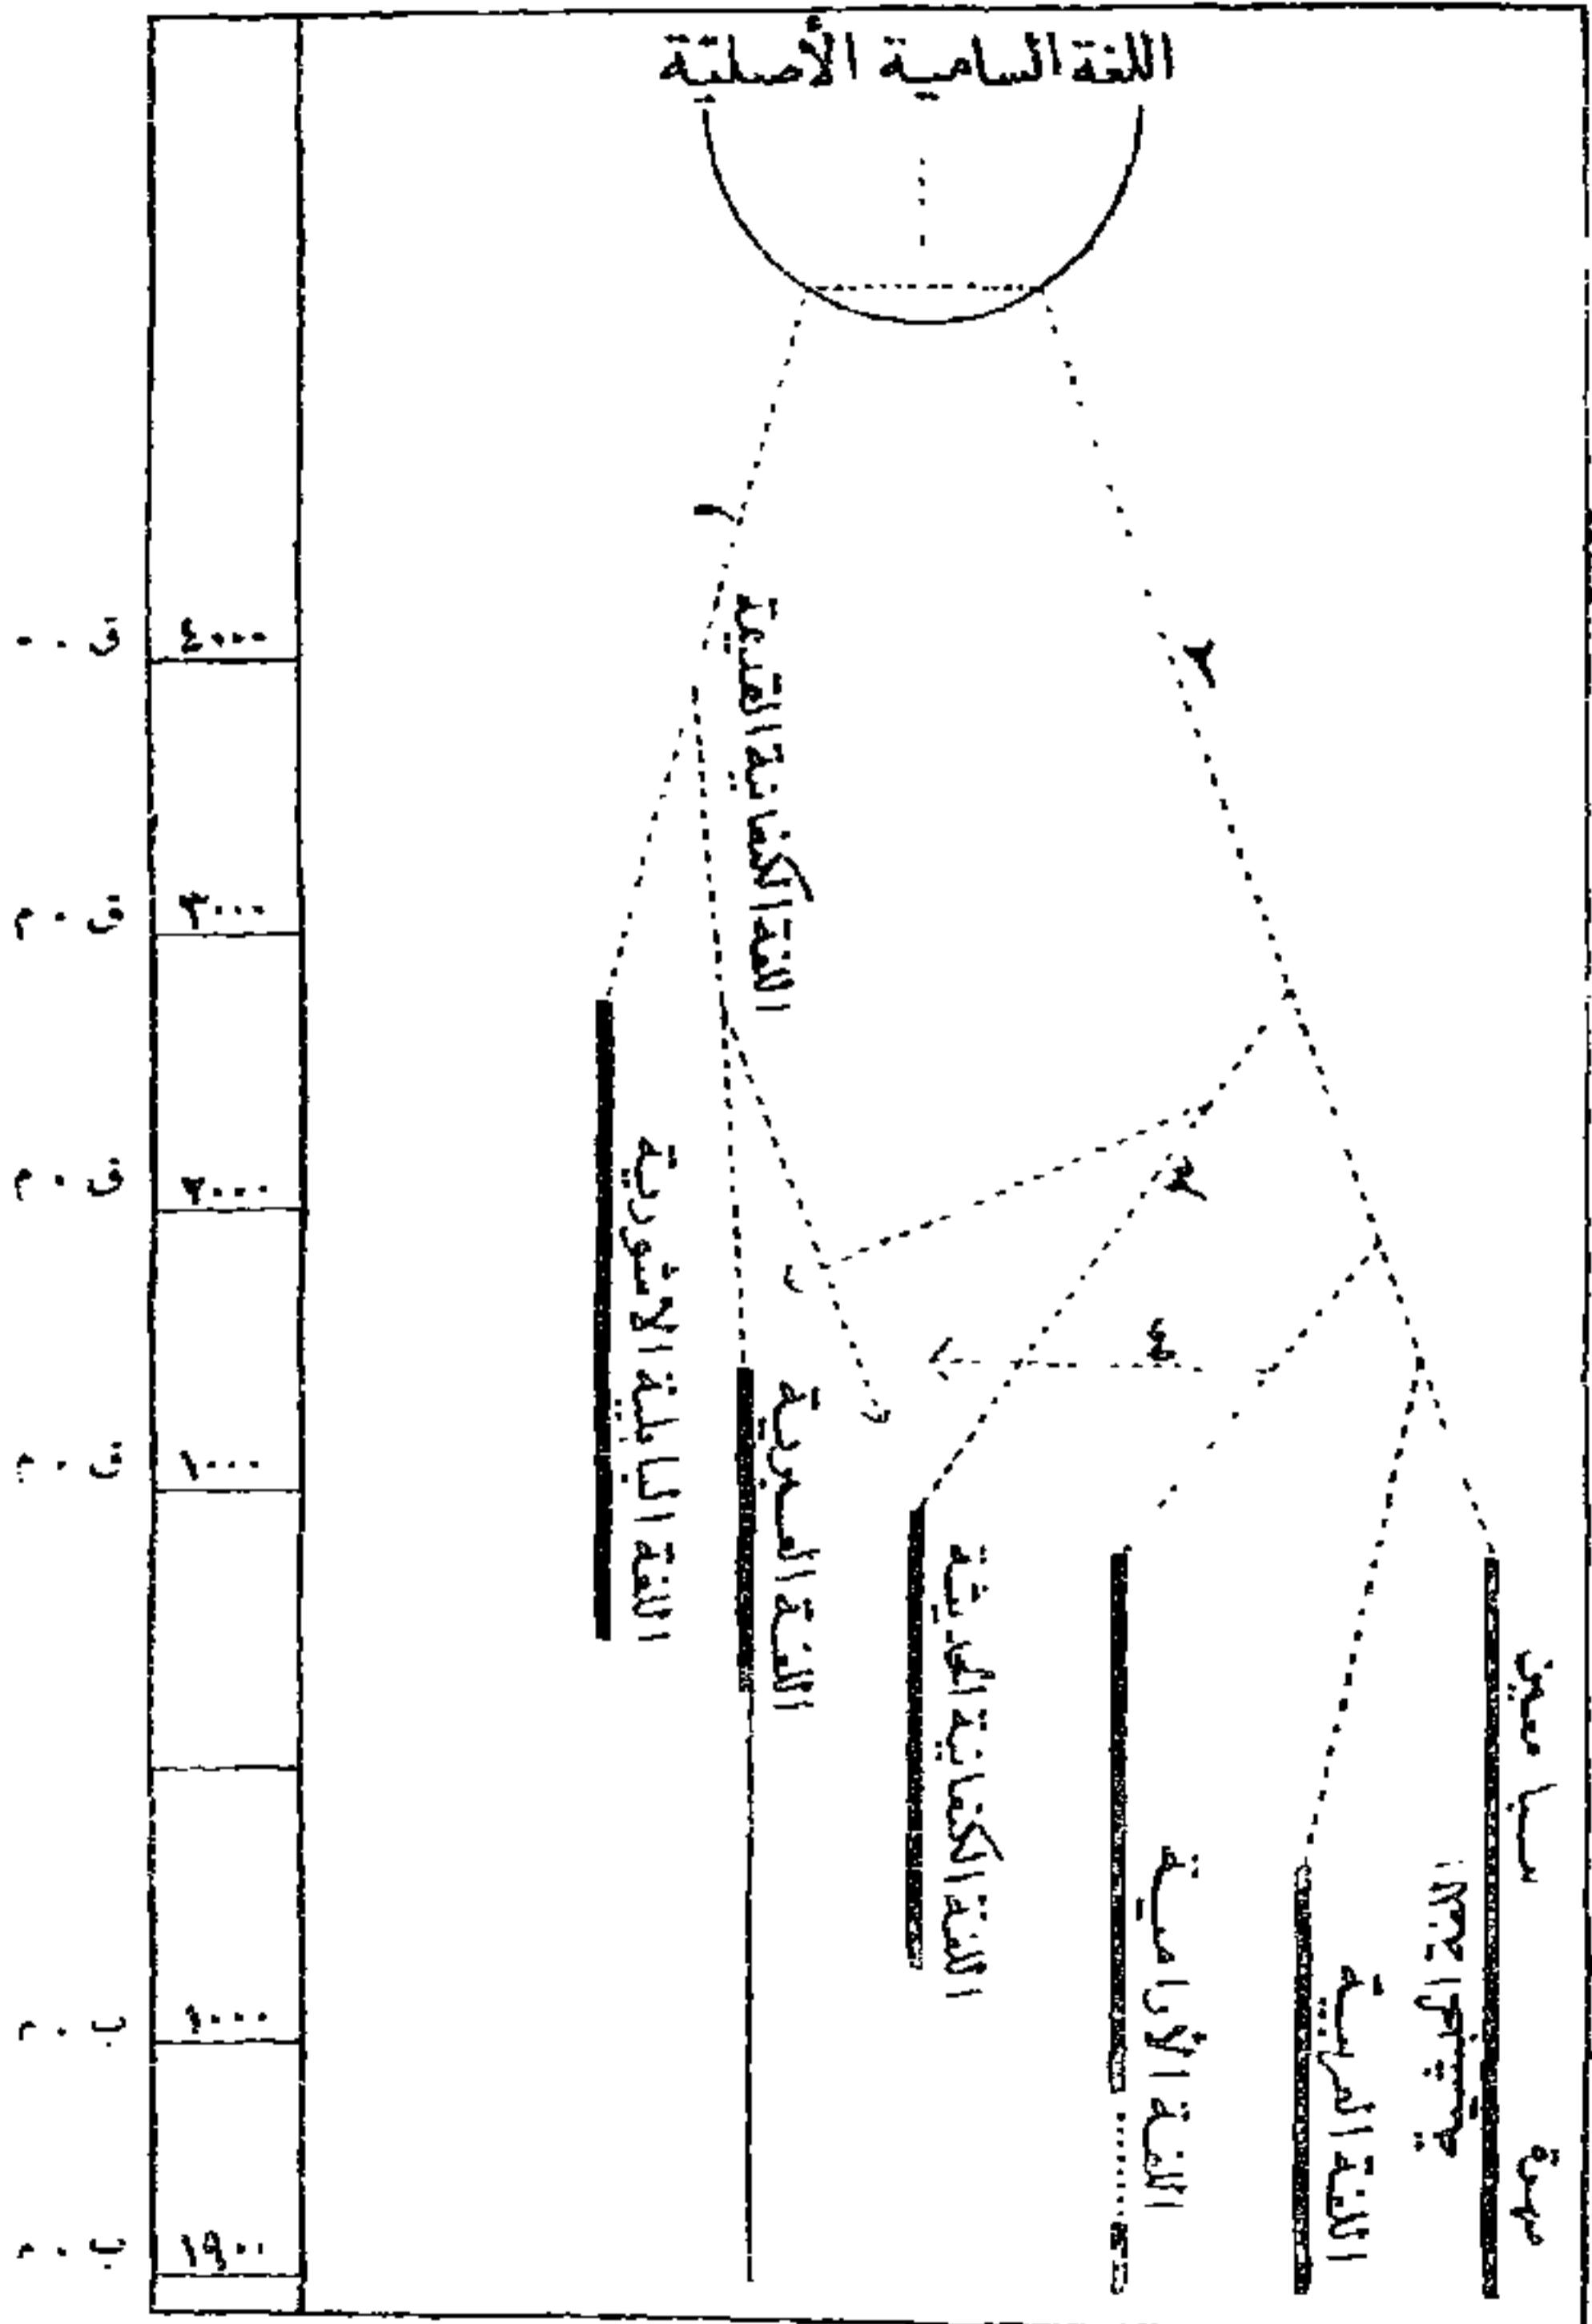 اللغة السامية الأصلية
١
٢
٣
٤
اللغة الكنعانية القديمة
اللغة البابلية الآشورية
اللغة العبرية
اللغة الكنعانية الحديثة
اللغة الآرامية
اللغة العربية
سبأ معين
٤٠٠٠ ق . م
٣٠٠٠ ق . م
٢٠٠٠ ق . م
١٠٠٠ ق . م
١٠٠٠ ب . م
١٩٠٠ ب . م